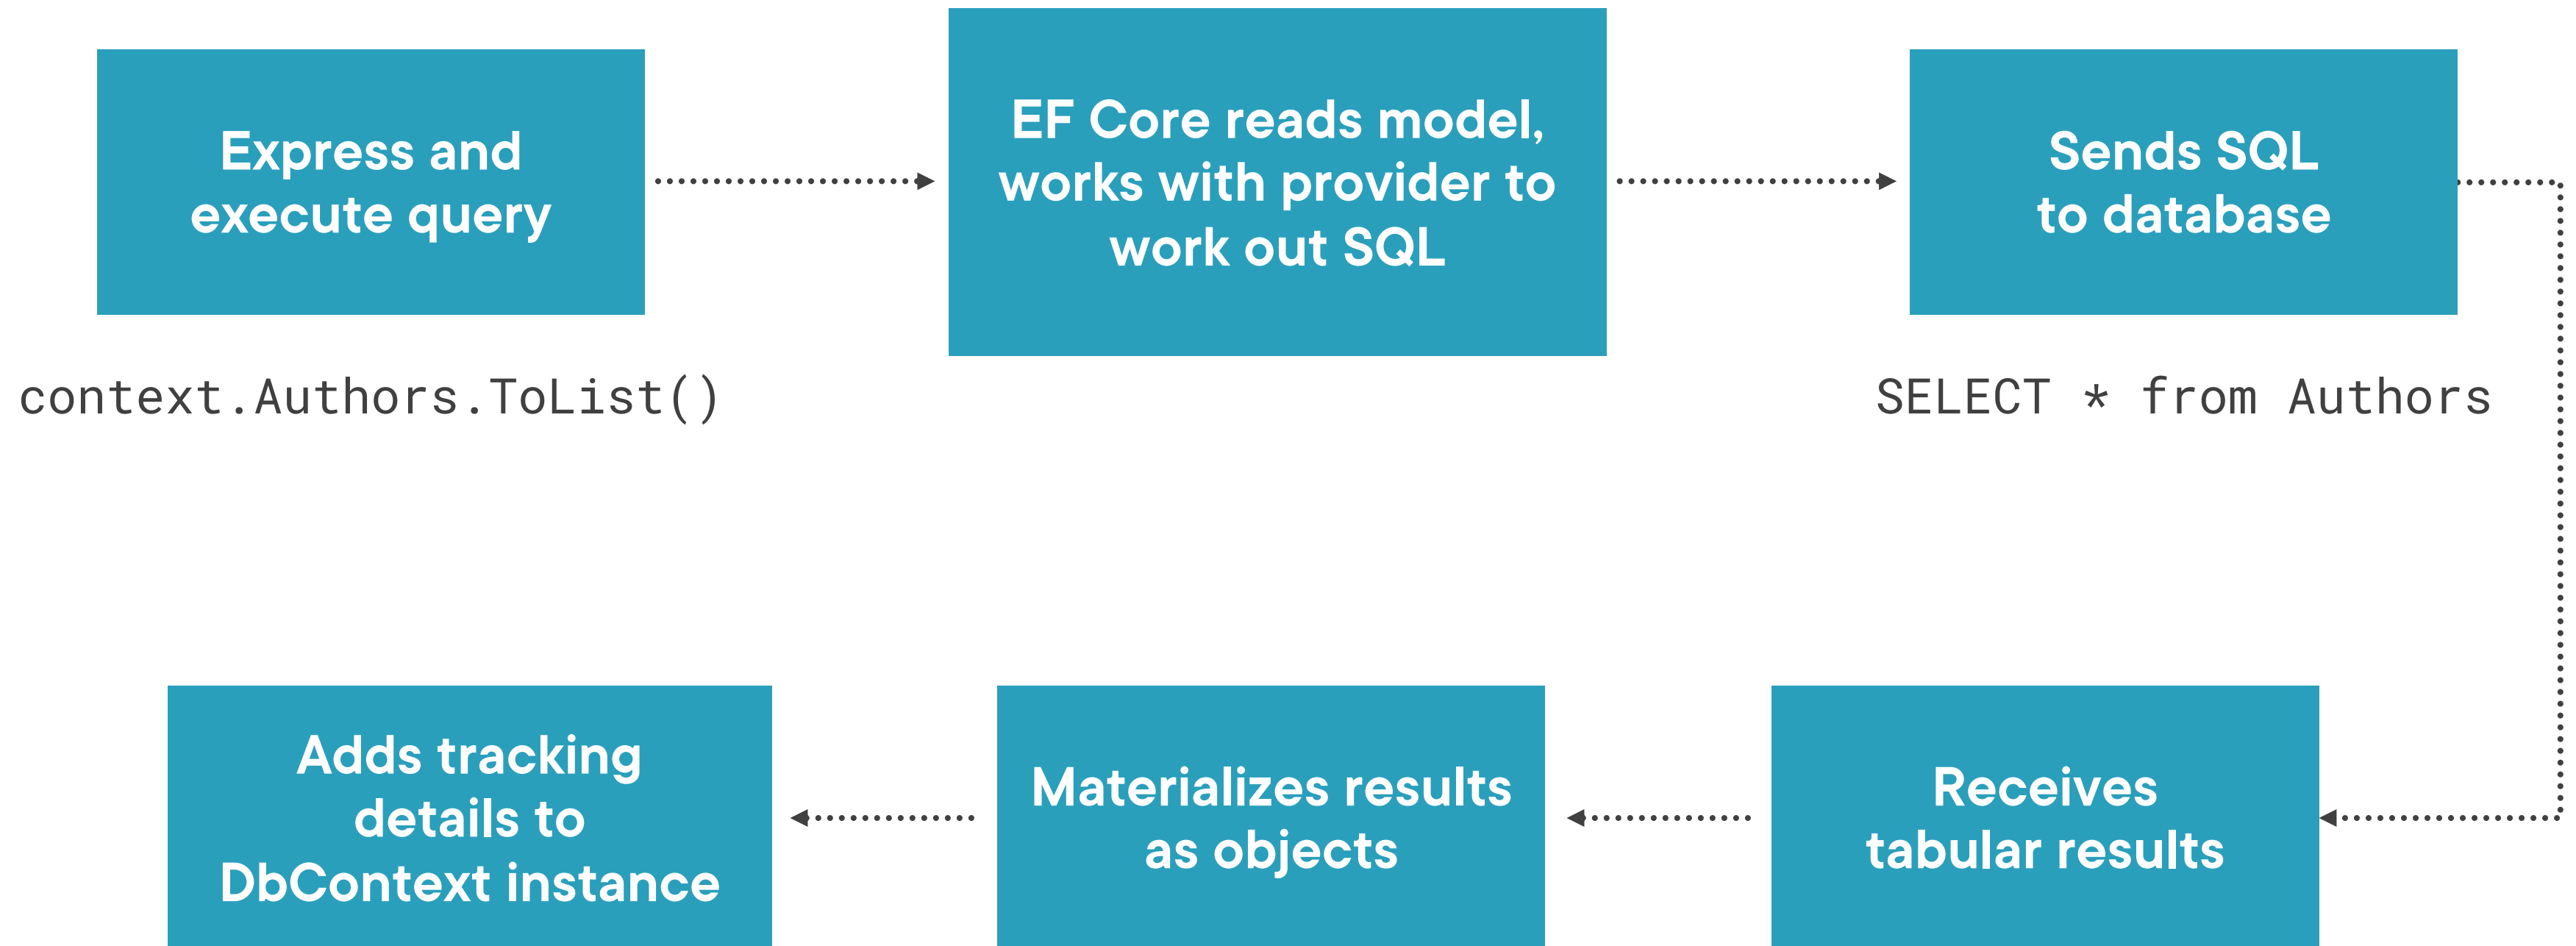 Express and
execute query
context.Authors.ToList()
EF Core reads model,
works with provider to
work out SQL
Sends SQL
to database
SELECT * from Authors
Receives
tabular results
Materializes results
as objects
Adds tracking
details to
DbContext instance